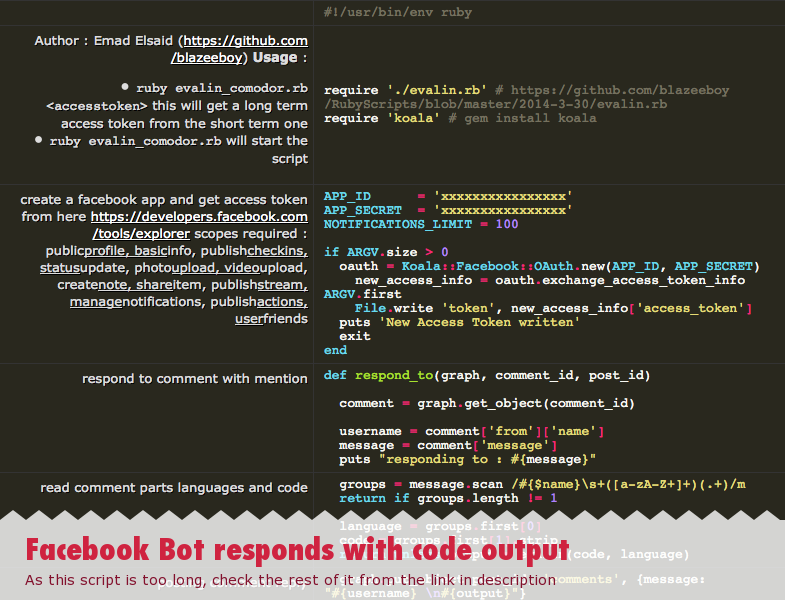 #!/usr/bin/env ruby
Author : Emad Elsaid (https://github.com
/blazeeboy) Usage :
• ruby evalin_comodor.rb
<accesstoken> this will get a long term
access token from the short term one
• ruby evalin_comodor.rb will start the
script
require './evalin.rb' # https://github.com/blazeeboy
/RubyScripts/blob/master/2014-3-30/evalin.rb
require 'koala' # gem install koala
create a facebook app and get access token
from here https://developers.facebook.com
/tools/explorer scopes required :
publicprofile, basicinfo, publishcheckins,
statusupdate, photoupload, videoupload,
createnote, shareitem, publishstream,
managenotifications, publishactions,
userfriends
APP_ID      = 'xxxxxxxxxxxxxxxx'
APP_SECRET  = 'xxxxxxxxxxxxxxxx'
NOTIFICATIONS_LIMIT = 100
if ARGV.size > 0
  oauth = Koala::Facebook::OAuth.new(APP_ID, APP_SECRET)
    new_access_info = oauth.exchange_access_token_info
ARGV.first
    File.write 'token', new_access_info['access_token']
  puts 'New Access Token written'
  exit
end
respond to comment with mention
def respond_to(graph, comment_id, post_id)
  comment = graph.get_object(comment_id)
  username = comment['from']['name']
  message = comment['message']
  puts "responding to : #{message}"
read comment parts languages and code
  groups = message.scan /#{$name}\s+([a-zA-Z+]+)(.+)/m
  return if groups.length != 1
  language = groups.first[0]
(code, language)
comments', {message:
"#{username} \n#{output}"}
Facebook Bot responds with code output
As this script is too long, check the rest of it from the link in description